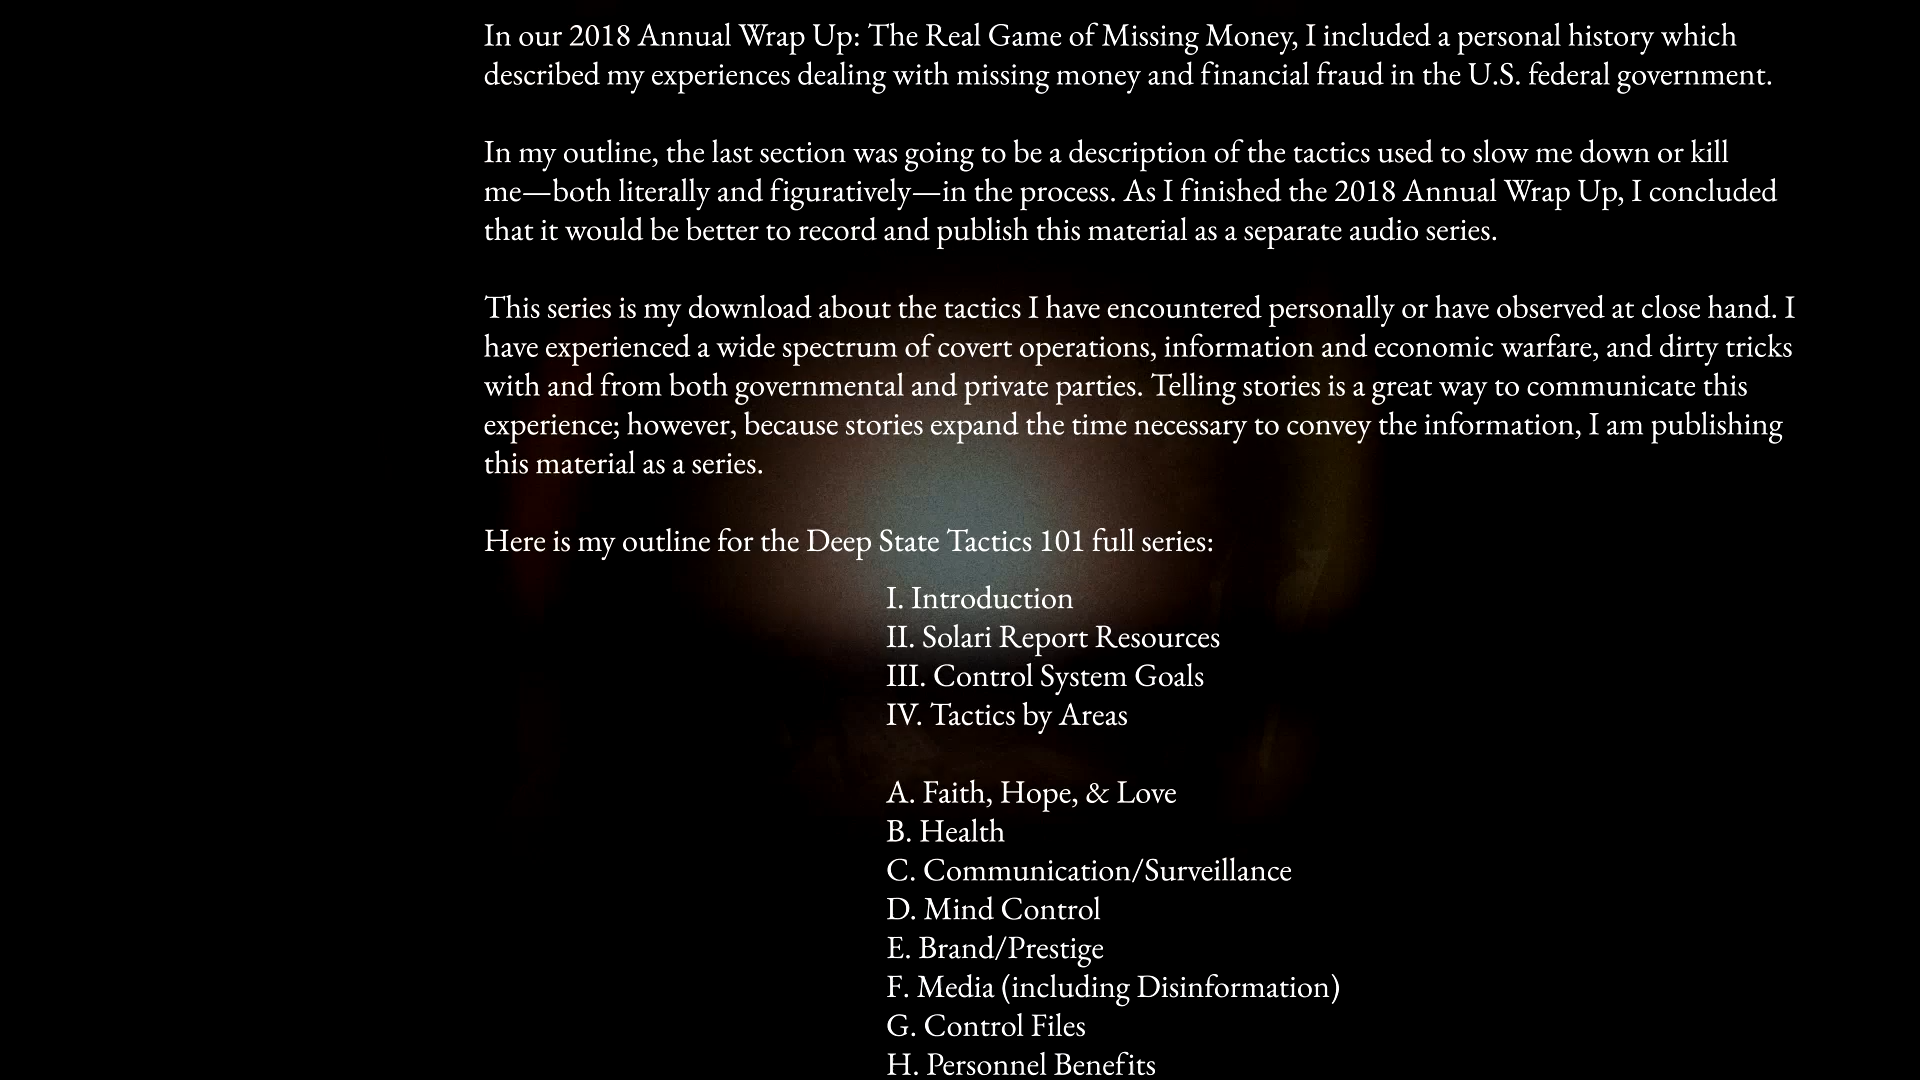 In our 2018 Annual Wrap Up: The Real Game of Missing Money, I included a personal history which
described my experiences dealing with missing money and financial fraud in the U.S. federal government.
In my outline, the last section was going to be a description of the tactics used to slow me down or kill
me—both literally and figuratively—in the process. As I finished the 2018 Annual Wrap Up, I concluded
that it would be better to record and publish this material as a separate audio series.
This series is my download about the tactics I have encountered personally or have observed at close hand. I
have experienced a wide spectrum of covert operations, information and economic warfare, and dirty tricks
with and from both governmental and private parties. Telling stories is a great way to communicate this
experience; however, because stories expand the time necessary to convey the information, I am publishing
this material as a series.
Here is my outline for the Deep State Tactics 101 full series:
I. Introduction
II. Solari Report Resources
III. Control System Goals
IV. Tactics by Areas
A. Faith, Hope, & Love
B. Health
C. Communication/Surveillance
D. Mind Control
E. Brand/Prestige
F. Media (including Disinformation)
G. Control Files
H. Personnel Benefits